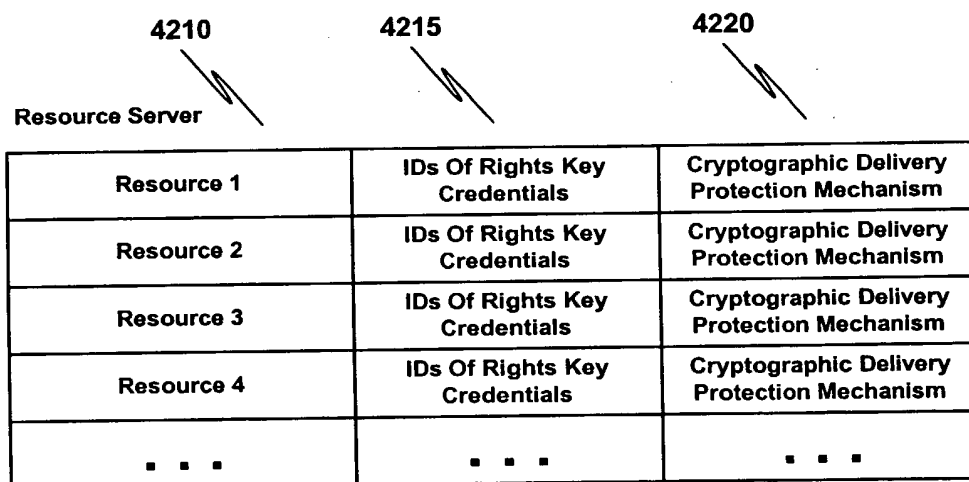 4210 4215 4220
Resource Server
Resource 1 IDs Of Rights Key Credentials Cryptographic Delivery Protection Mechanism
Resource 2 IDs Of Rights Key Credentials Cryptographic Delivery Protection Mechanism
Resource 3 IDs Of Rights Key Credentials Cryptographic Delivery Protection Mechanism
Resource 4 IDs Of Rights Key Credentials Cryptographic Delivery Protection Mechanism
. . . . . . . . .